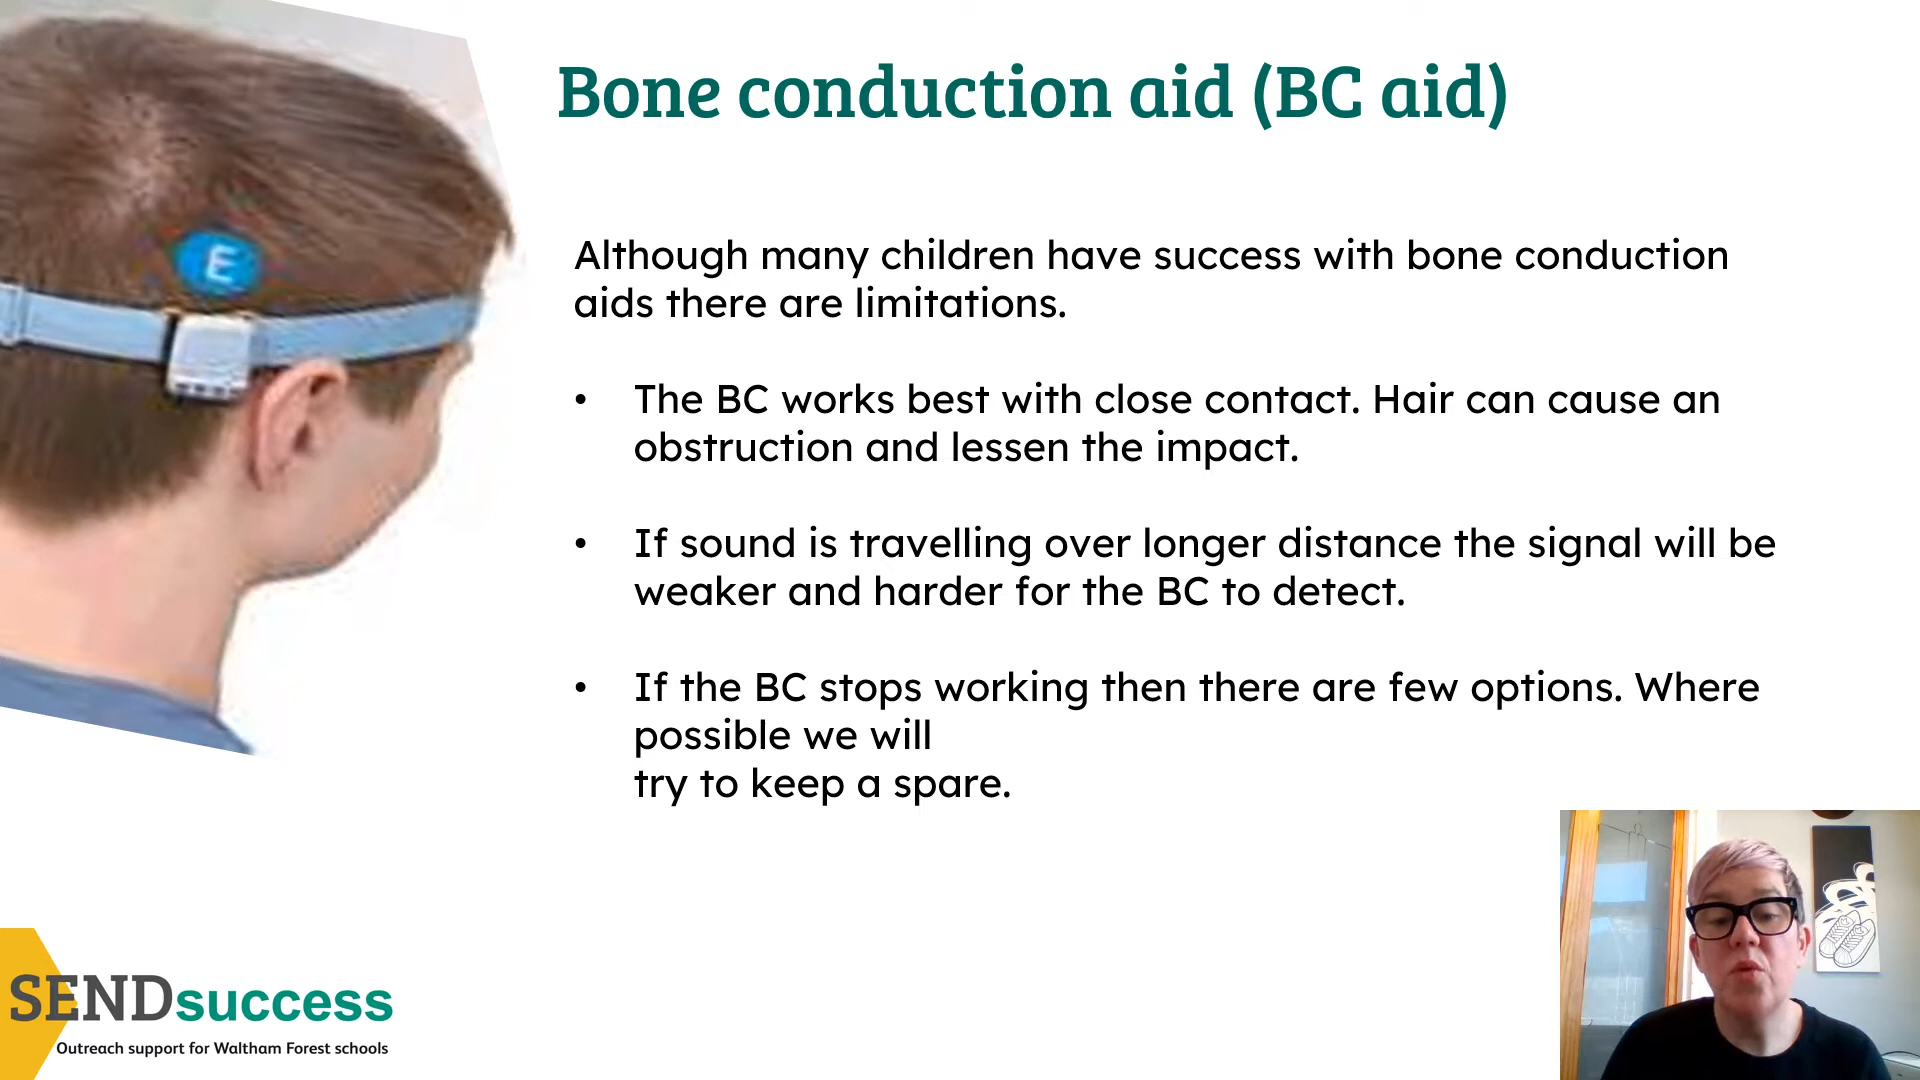 Bone conduction aid (BC aid)
E
Although many children have success with bone conduction
aids there are limitations.
• The BC works best with close contact. Hair can cause an
obstruction and lessen the impact.
• If sound is travelling over longer distance the signal will be
weaker and harder for the BC to detect.
• If the BC stops working then there are few options. Where
possible we will
try to keep a spare.
SENDsuccess
Outreach support for Waltham Forest schools